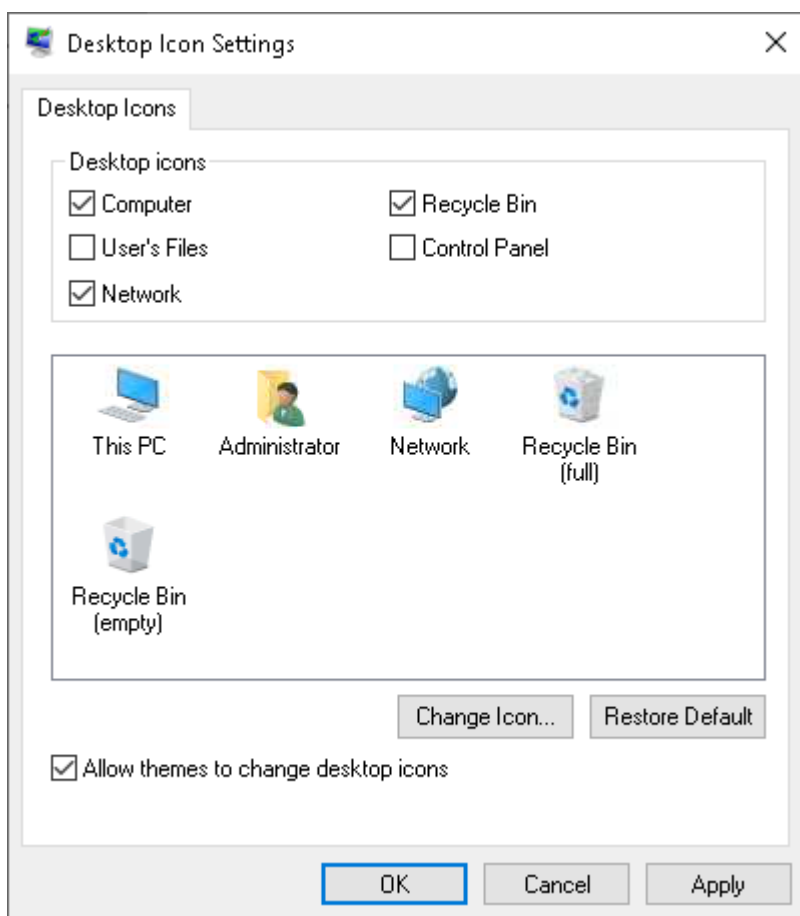 Desktop Icon Settings
Desktop Icons
Desktop icons
Computer
Recycle Bin
User's Files
Control Panel
Network
This PC
Administrator
Network
Recycle Bin
(full)
Recycle Bin
(empty)
Change Icon...
Restore Default
Allow themes to change desktop icons
OK
Cancel
Apply